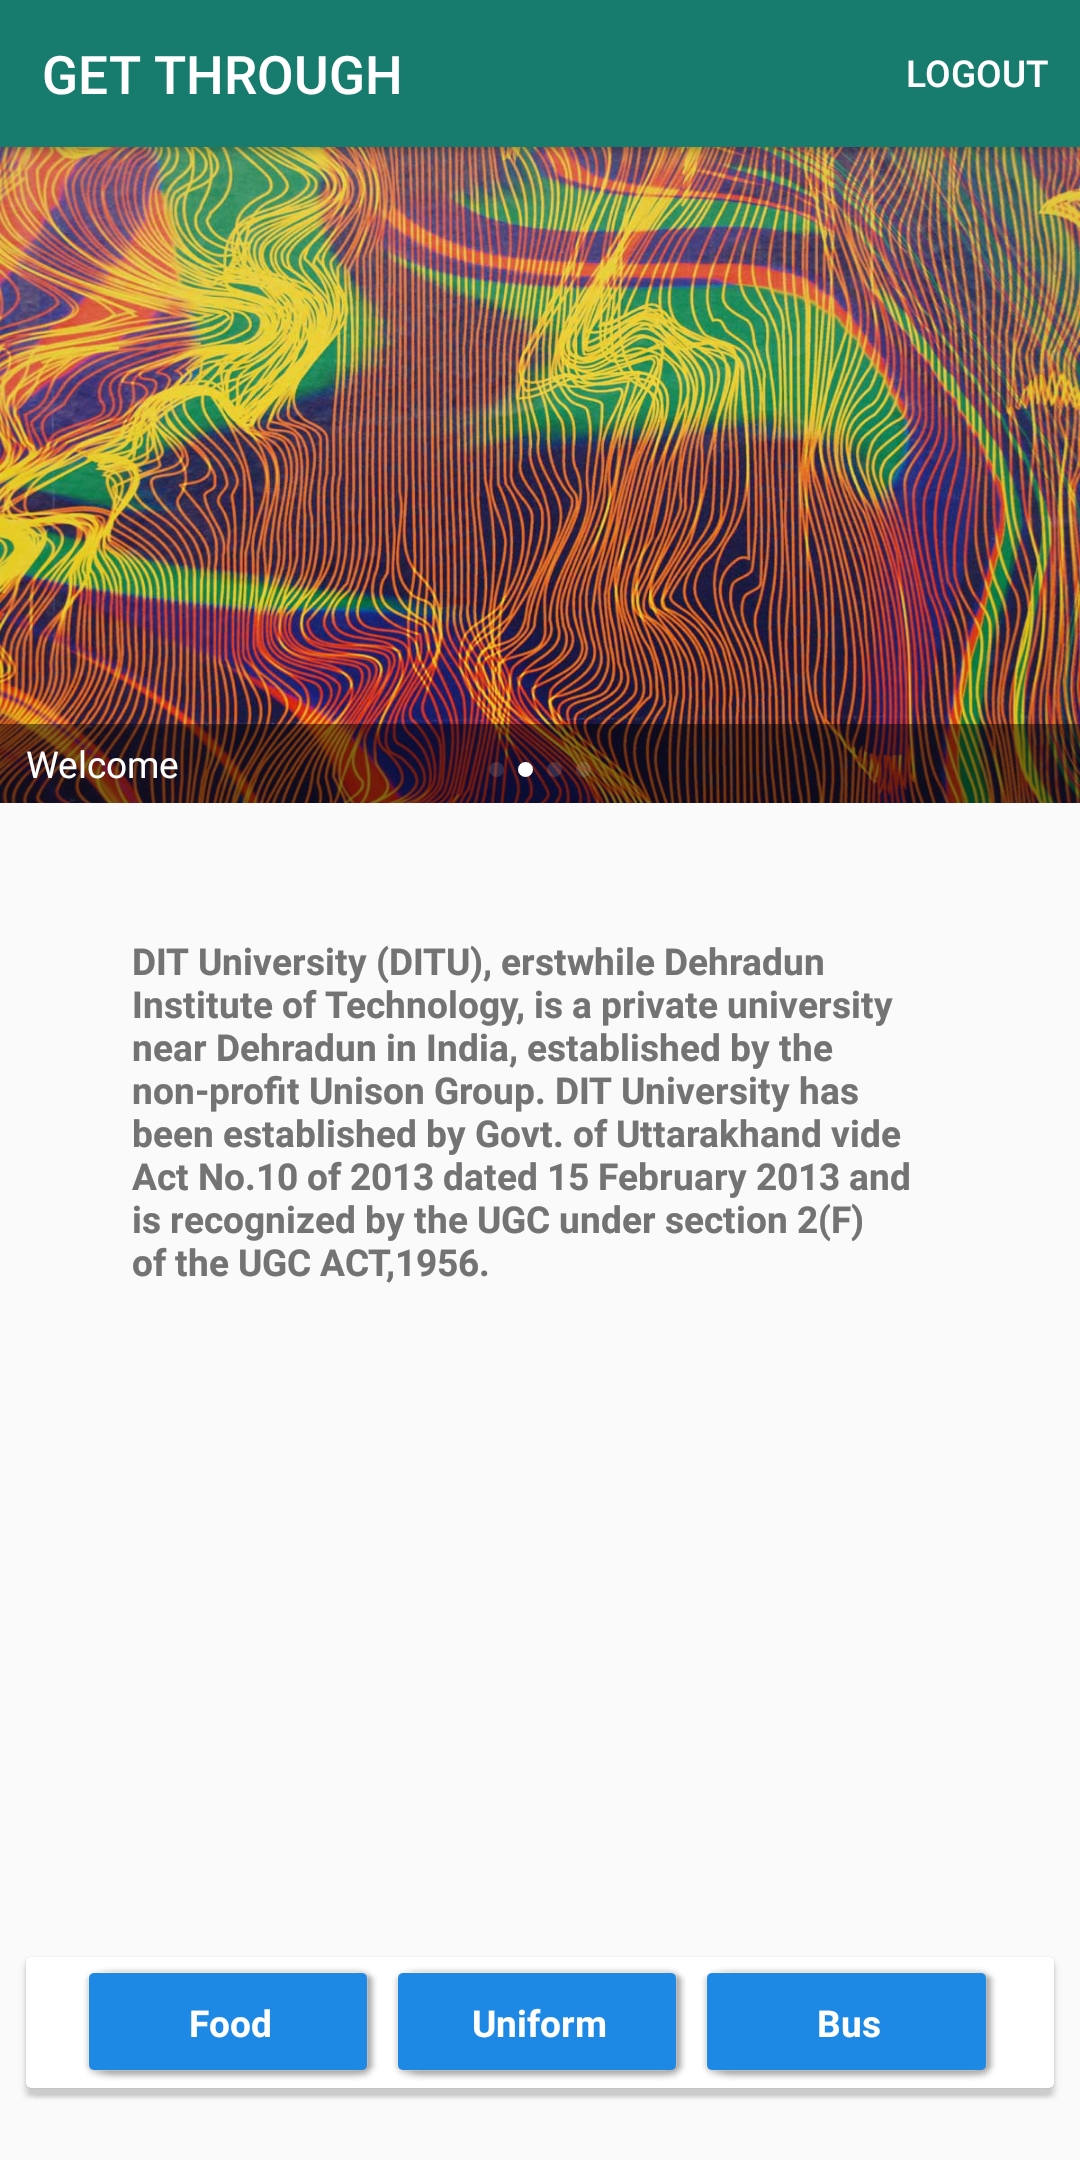 GET THROUGH
LOGOUT
Welcome
DIT University (DITU), erstwhile Dehradun
Institute of Technology, is a private university
near Dehradun in India, established by the
non-profit Unison Group. DIT University has
been established by Govt. of Uttarakhand vide
Act No.10 of 2013 dated 15 February 2013 and
is recognized by the UGC under section 2(F)
of the UGC ACT,1956.
Food
Uniform
Bus